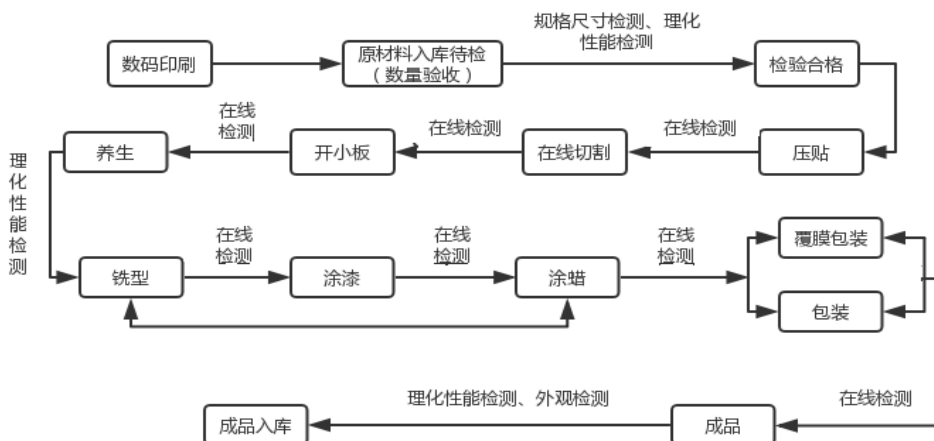 规格尺寸检测、理化
性能检测
数码印刷
原材料入库待检
（数量验收）
检验合格
在线
检测
在线检测
在线检测
养生
开小板
在线切割
压贴
理
化
性
能
检
测
在线
检测
在线
检测
在线
检测
铣型
涂漆
涂蜡
覆膜包装
包装
理化性能检测、外观检测
在线检测
成品入库
成品